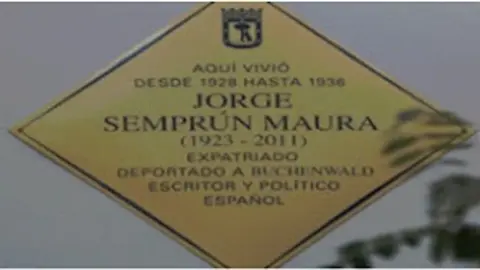 AQUÍ VIVIÓ
DESDE 1928 HASTA 1936
JORGE
SEMPRÚN MAURA
(1923 - 2011)
EXPATRIADO
DEPORTADO A BUCHENWALD
ESCRITOR Y POLÍTICO
ESPAÑOL